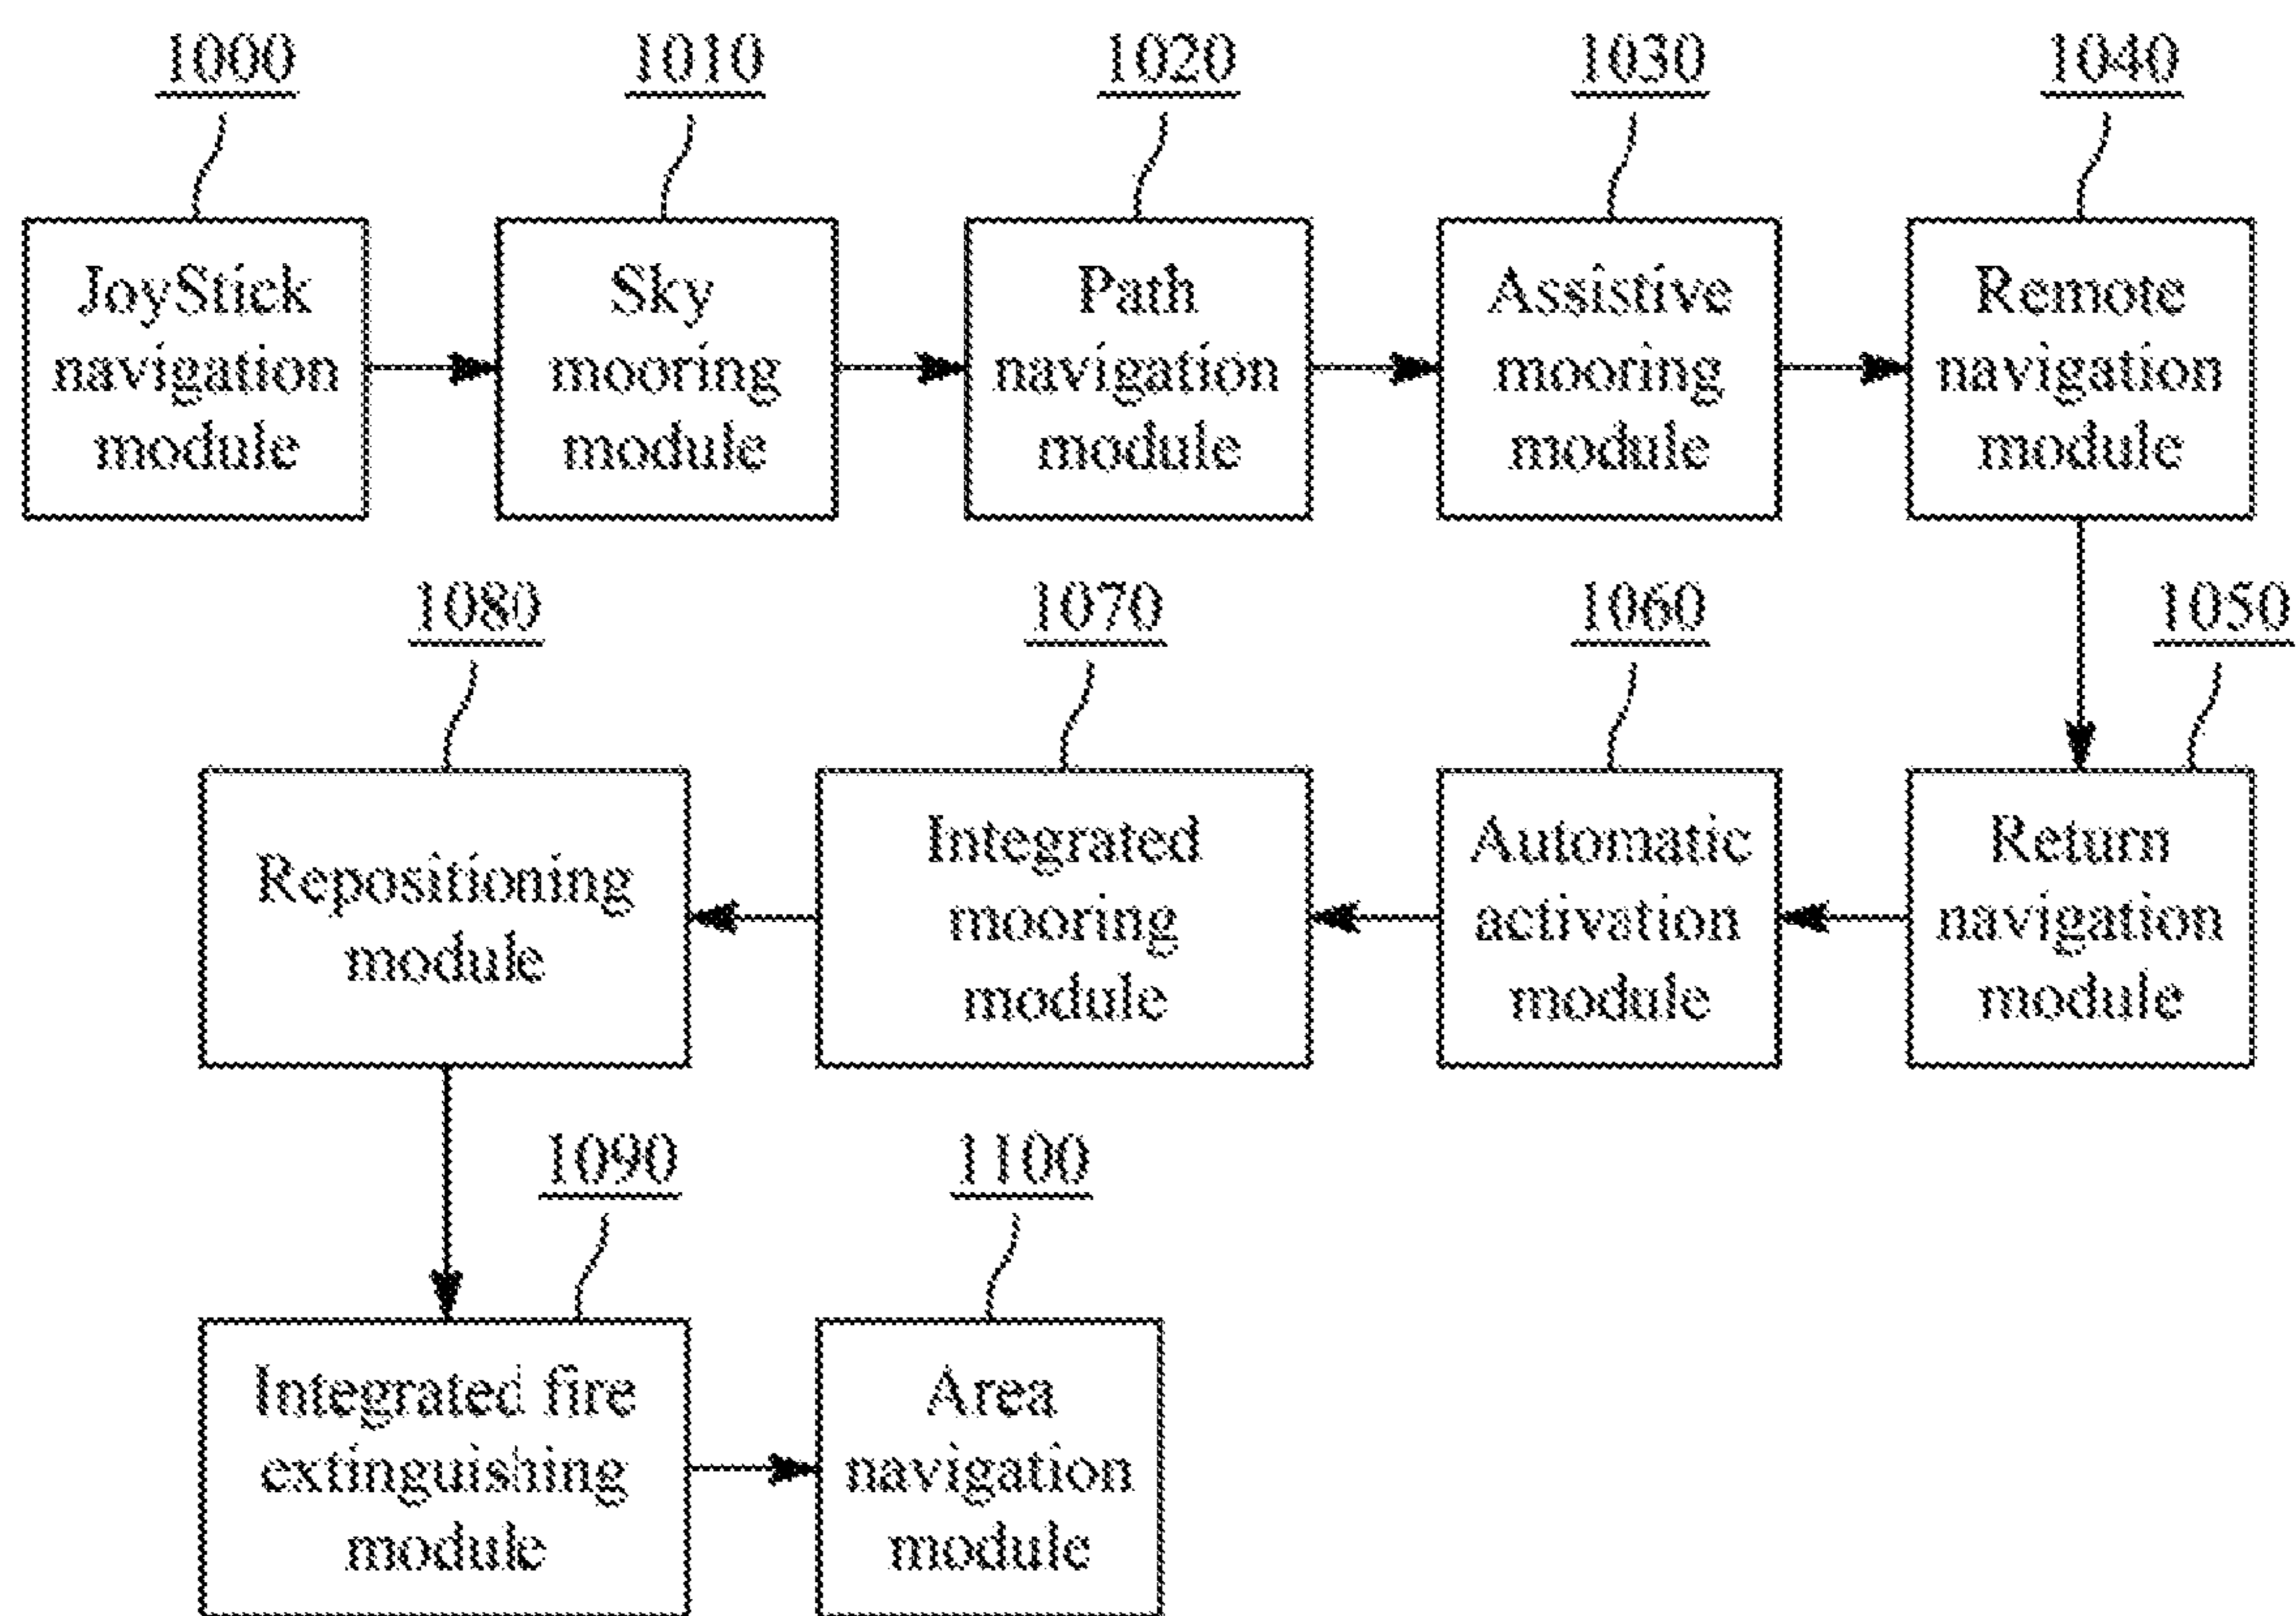 1000
1010
1020
1030
1040
JoyStick
navigation
module
Sky
mooring
module
Path
navigation
module
Assistive
mooring
module
Remote
navigation
module
1080
1070
1060
1050
Repositioning
module
Integrated
mooring
module
Automatic
activation
module
Return
navigation
module
1090
1100
Integrated fire
extinguishing
module
Area
navigation
module